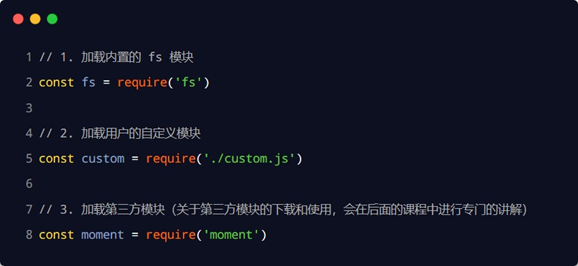 1 // 1. 加载内置的 fs 模块
2 const fs = require('fs')
3
4 // 2. 加载用户的自定义模块
5 const custom = require('./custom.js')
6
7 // 3. 加载第三方模块（关于第三方模块的下载和使用，会在后面的课程中进行专门的讲解）
8 const moment = require('moment')